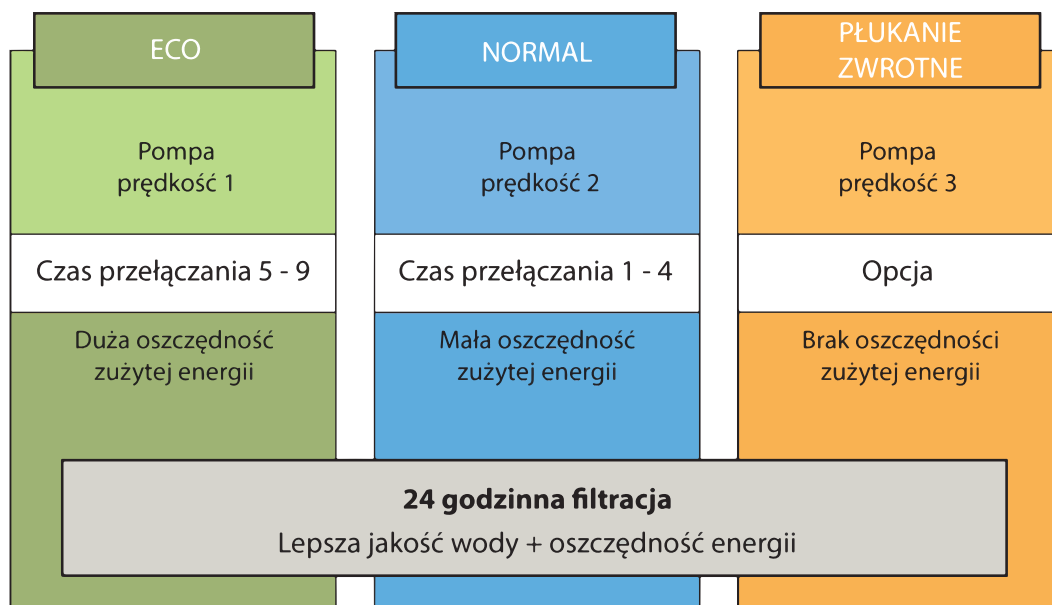 ECO
Pompa
prędkość 1
Czas przełączania 5 - 9
Duża oszczędność
zużytej energii
NORMAL
Pompa
prędkość 2
Czas przełączania 1 - 4
Mała oszczędność
zużytej energii
PŁUKANIE
ZWROTNE
Pompa
prędkość 3
Opcja
Brak oszczędności
zużytej energii
24 godzinna filtracja
Lepsza jakość wody + oszczędność energii